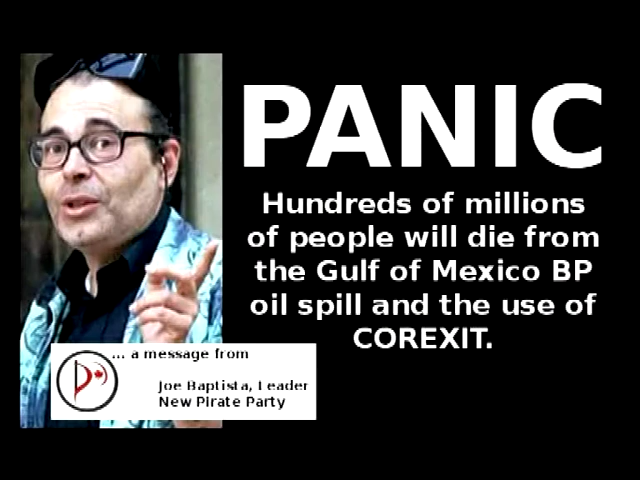 PANIC
Hundreds of millions
of people will die from
the Gulf of Mexico BP
oil spill and the use of
COREXIT.
... a message from
Joe Baptista, Leader
New Pirate Party